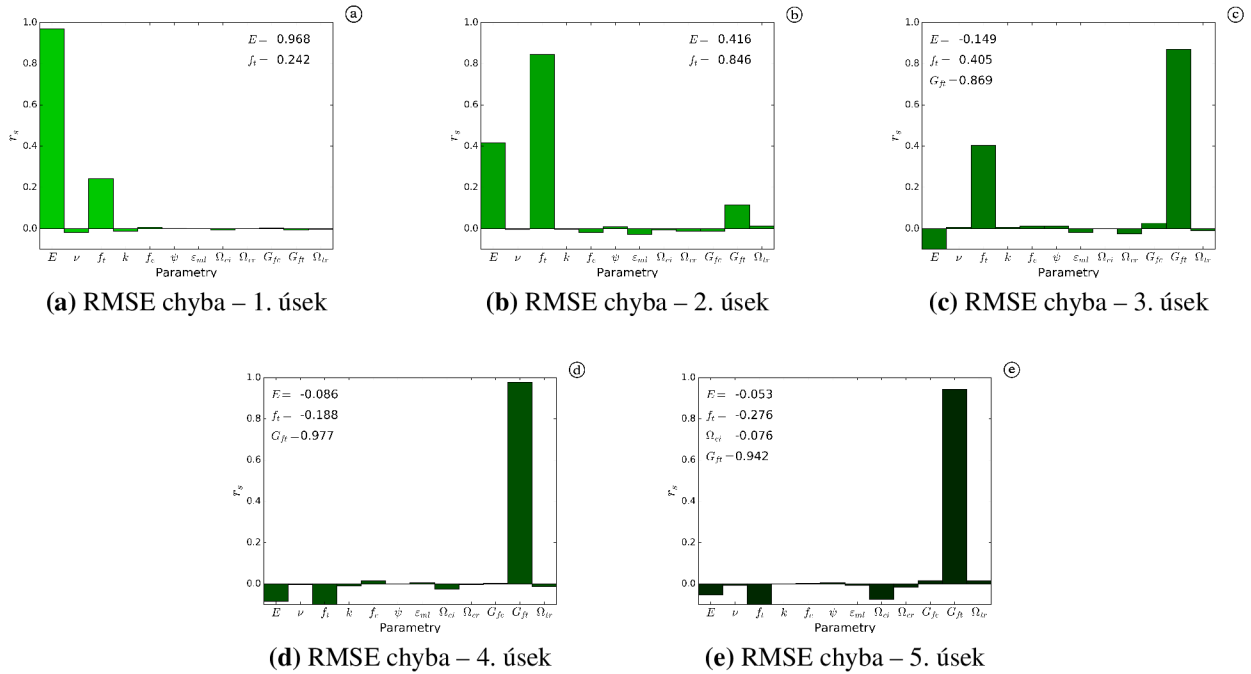 ⓐ
1.0
0.8
0.6
0.4
0.2
0.0
r_s
E = 0.968
f_t = 0.242
E ν f_t k f_c ψ ε_ml Ω_ci Ω_cr G_fc G_ft Ω_tr
Parametry
(a) RMSE chyba – 1. úsek
ⓑ
1.0
0.8
0.6
0.4
0.2
0.0
r_s
E = 0.416
f_t = 0.846
E ν f_t k f_c ψ ε_ml Ω_ci Ω_cr G_fc G_ft Ω_tr
Parametry
(b) RMSE chyba – 2. úsek
ⓒ
1.0
0.8
0.6
0.4
0.2
0.0
r_s
E = -0.149
f_t = 0.405
G_ft = 0.869
E ν f_t k f_c ψ ε_ml Ω_ci Ω_cr G_fc G_ft Ω_tr
Parametry
(c) RMSE chyba – 3. úsek
ⓓ
1.0
0.8
0.6
0.4
0.2
0.0
r_s
E = -0.086
f_t = -0.188
G_ft = 0.977
E ν f_t k f_c ψ ε_ml Ω_ci Ω_cr G_fc G_ft Ω_tr
Parametry
(d) RMSE chyba – 4. úsek
ⓔ
1.0
0.8
0.6
0.4
0.2
0.0
r_s
E = -0.053
f_t = -0.276
Ω_ci -0.076
G_ft = 0.942
E ν f_t k f_c ψ ε_ml Ω_ci Ω_cr G_fc G_ft Ω_tr
Parametry
(e) RMSE chyba – 5. úsek